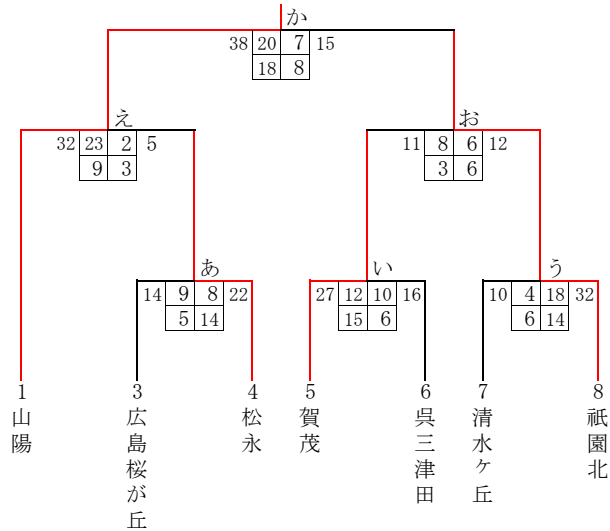 か
38 20 7 15
18 8
え
32 23 2 5
9 3
お
11 8 6 12
3 6
あ
14 9 8 22
5 14
い
27 12 10 16
15 6
う
10 4 18 32
6 14
1
山陽
3
広島桜が丘
4
松永
5
賀茂
6
呉三津田
7
清水ケ丘
8
祇園北